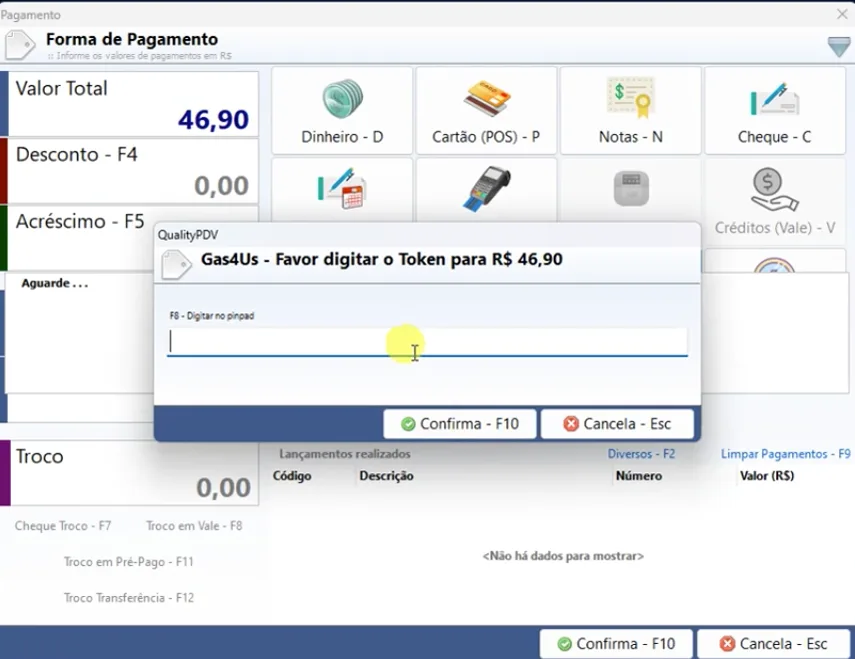 Pagamento
Forma de Pagamento
:: Informe os valores de pagamentos em R$
Valor Total
46,90
Desconto - F4
0,00
Acréscimo - F5
Aguarde...
Dinheiro - D
Cartão (POS) - P
Notas - N
Cheque - C
Créditos (Vale) - V
QualityPDV
Gas4Us - Favor digitar o Token para R$ 46,90
F8 - Digitar no pinpad
Confirma - F10
Cancela - Esc
Troco
0,00
Cheque Troco - F7
Troco em Vale - F8
Troco em Pré-Pago - F11
Troco Transferência - F12
Lançamentos realizados
Diversos - F2
Limpar Pagamentos - F9
Código
Descrição
Número
Valor (R$)
<Não há dados para mostrar>
Confirma - F10
Cancela - Esc